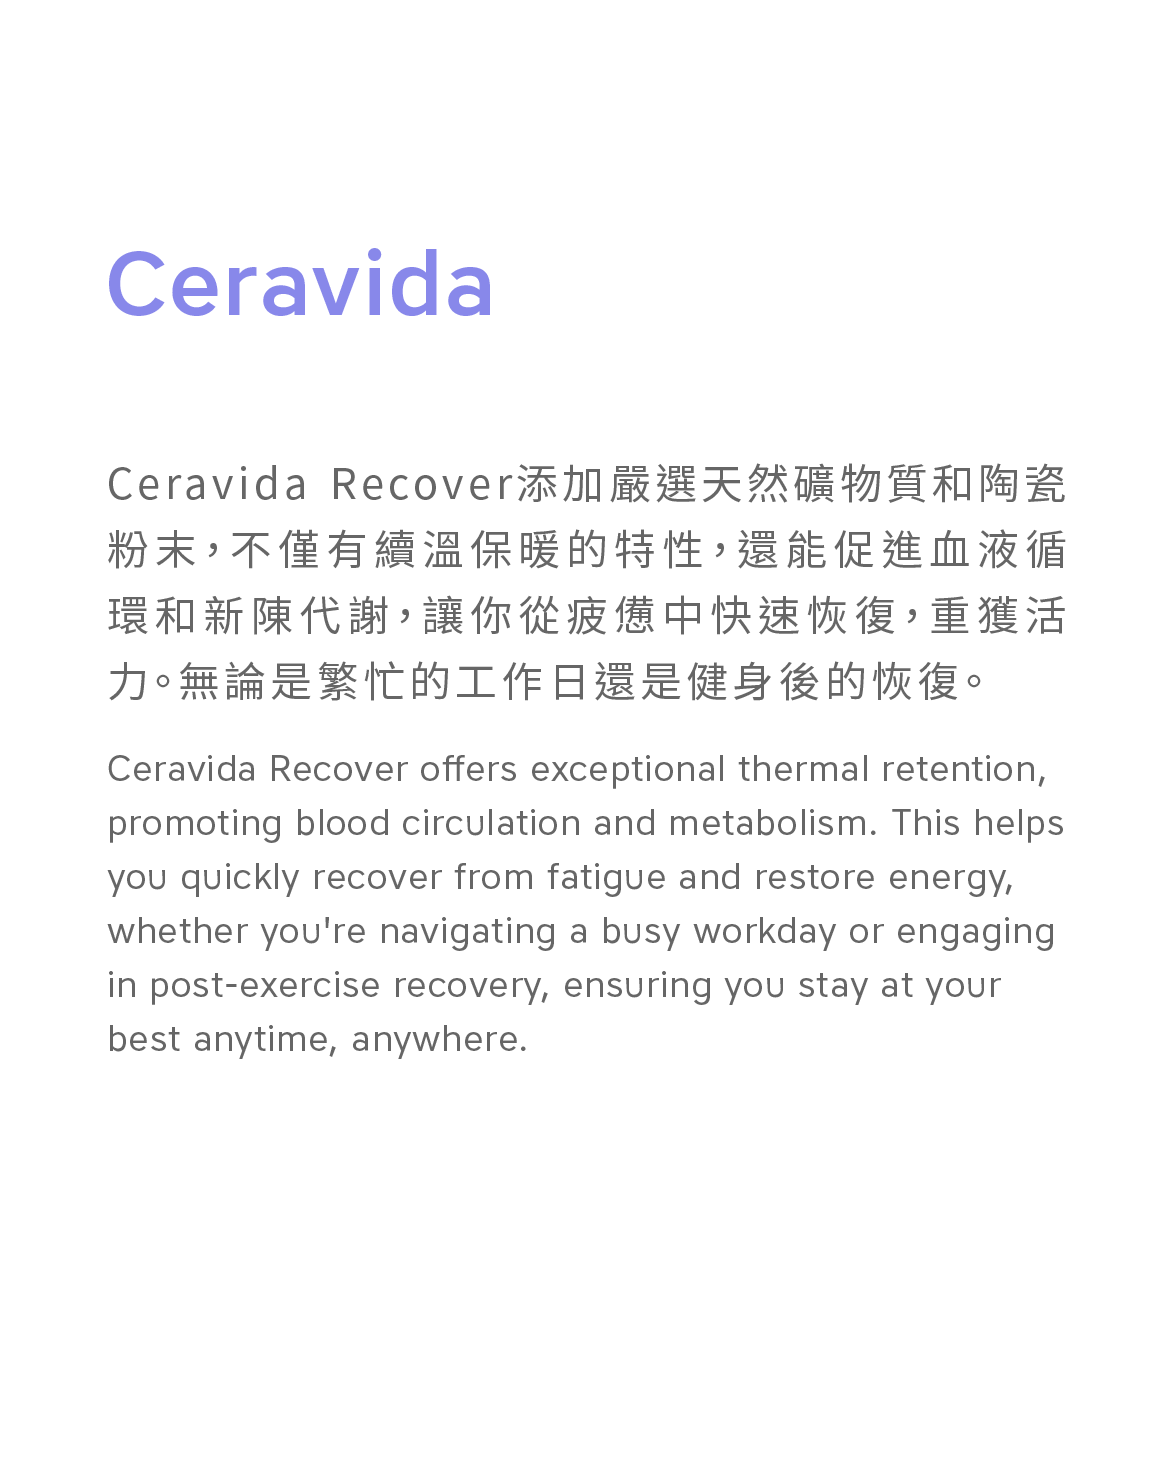 Ceravida
Ceravida Recover添加嚴選天然礦物質和陶瓷
粉末，不僅有續溫保暖的特性，還能促進血液循
環和新陳代謝，讓你從疲憊中快速恢復，重獲活
力。無論是繁忙的工作日還是健身後的恢復。
Ceravida Recover offers exceptional thermal retention,
promoting blood circulation and metabolism. This helps
you quickly recover from fatigue and restore energy,
whether you're navigating a busy workday or engaging
in post-exercise recovery, ensuring you stay at your
best anytime, anywhere.